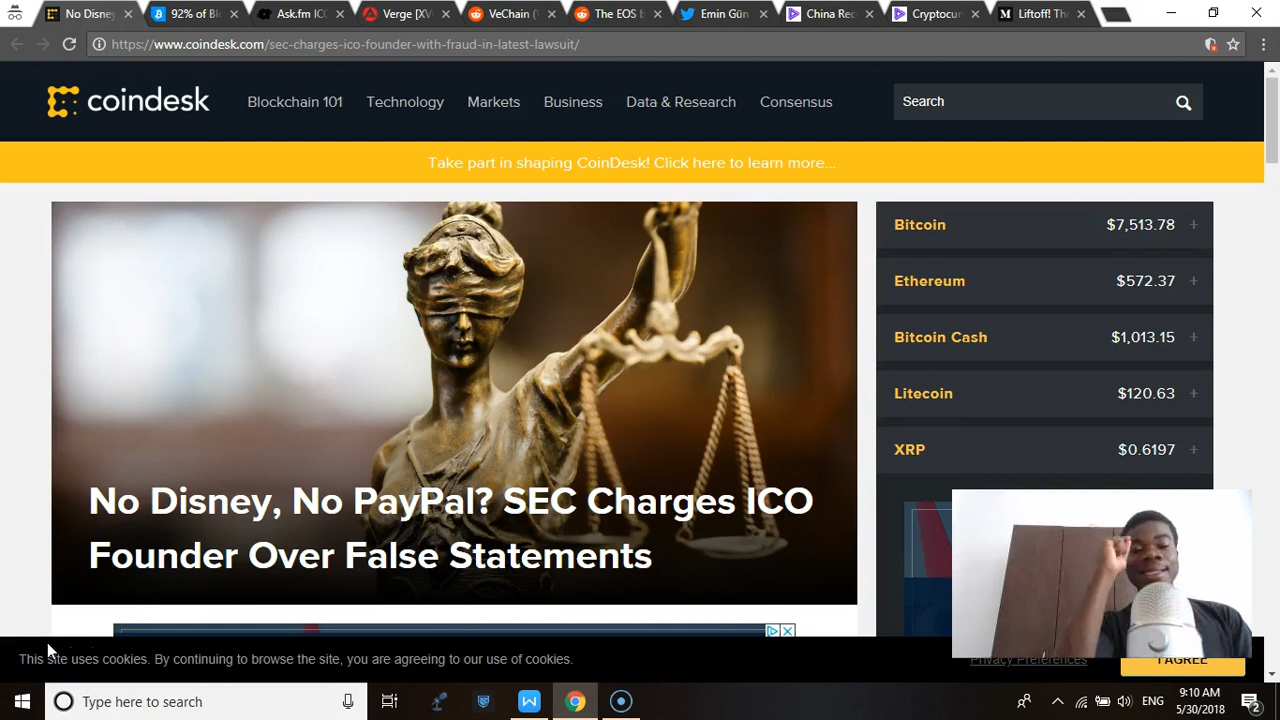 No Disney
92% of Bl
Ask.fm ICO
Verge [XV
VeChain (V
The EOS b
Emin Gün
China Rec
Cryptocur
Liftoff! The
https://www.coindesk.com/sec-charges-ico-founder-with-fraud-in-latest-lawsuit/
coindesk
Blockchain 101
Technology
Markets
Business
Data & Research
Consensus
Search
Take part in shaping CoinDesk! Click here to learn more...
Bitcoin $7,513.78 +
Ethereum $572.37 +
Bitcoin Cash $1,013.15 +
Litecoin $120.63 +
XRP $0.6197 +
No Disney, No PayPal? SEC Charges ICO
Founder Over False Statements
This site uses cookies. By continuing to browse the site, you are agreeing to our use of cookies.
Privacy Preferences
I AGREE
Type here to search
ENG
9:10 AM
5/30/2018
2